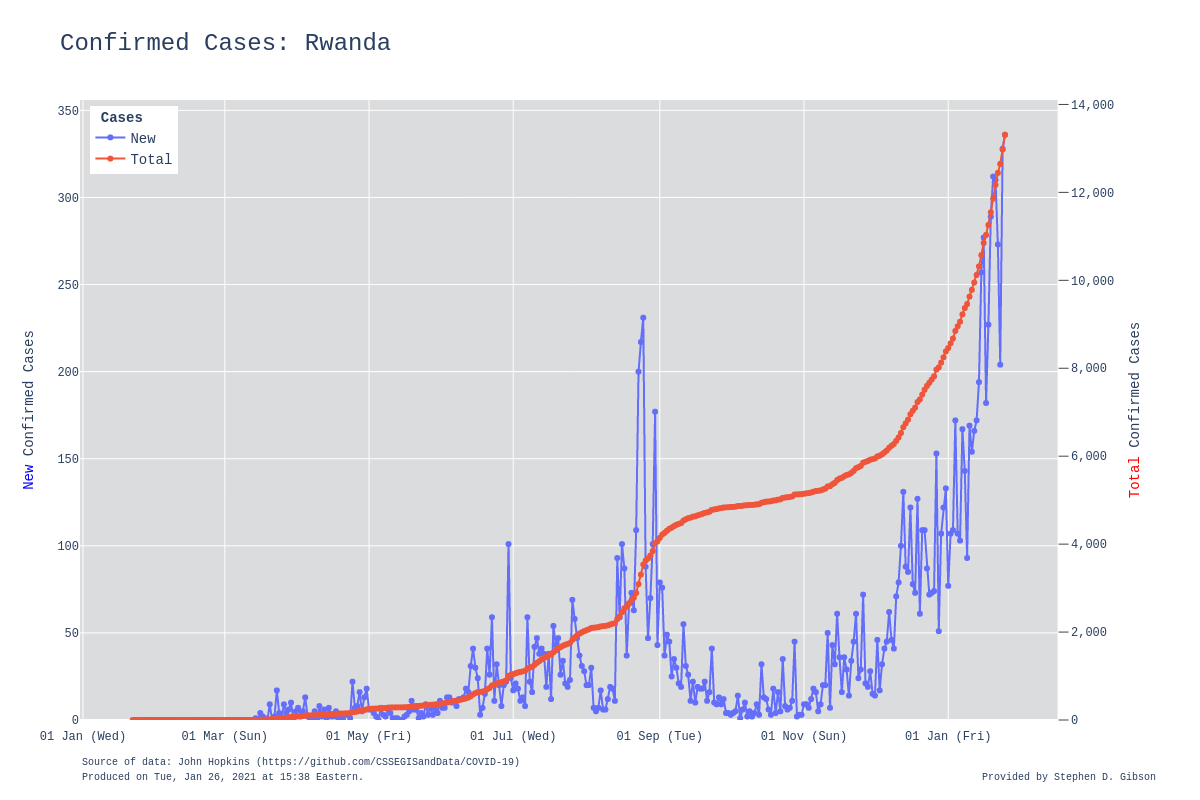 Confirmed Cases: Rwanda
Cases
New
Total
350
300
250
200
150
100
50
0
14,000
12,000
10,000
8,000
6,000
4,000
2,000
0
New Confirmed Cases
Total Confirmed Cases
01 Jan (Wed) 01 Mar (Sun) 01 May (Fri) 01 Jul (Wed) 01 Sep (Tue) 01 Nov (Sun) 01 Jan (Fri)
Source of data: John Hopkins (https://github.com/CSSEGISandData/COVID-19)
Produced on Tue, Jan 26, 2021 at 15:38 Eastern.
Provided by Stephen D. Gibson